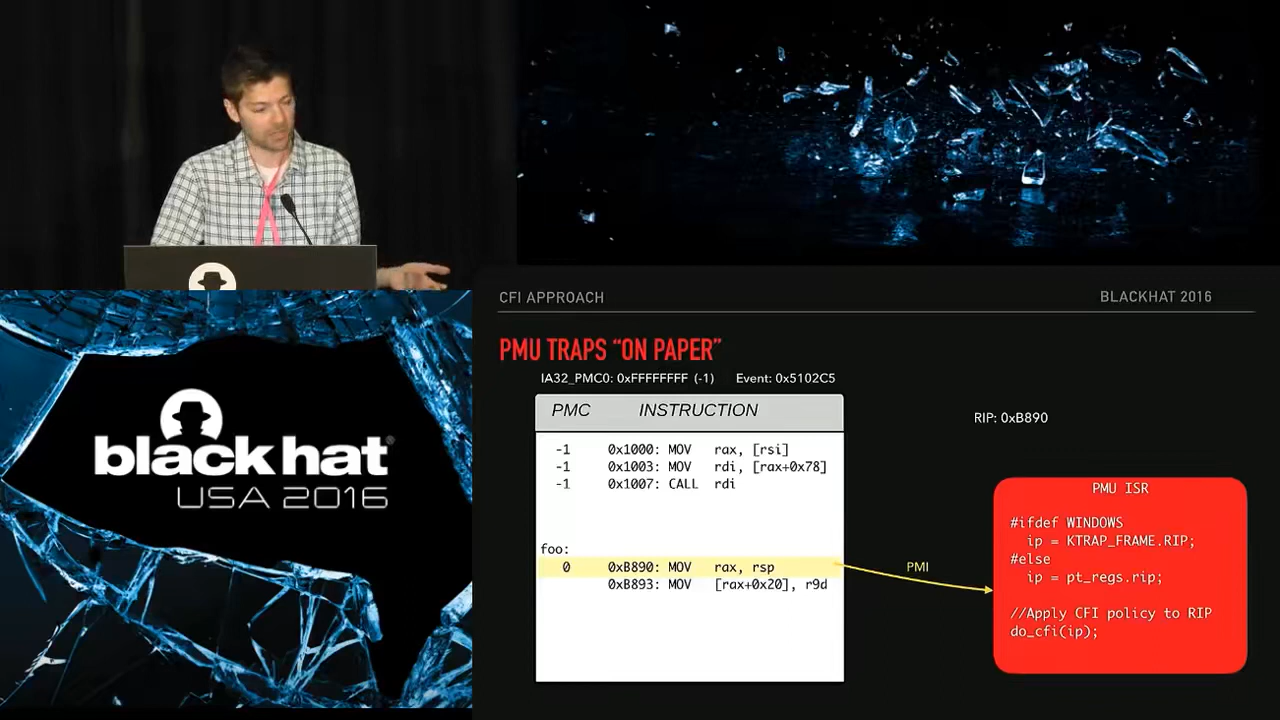 CFI APPROACH
BLACKHAT 2016
PMU TRAPS “ON PAPER”
IA32_PMC0: 0xFFFFFFFF (-1) Event: 0x5102C5
PMC INSTRUCTION
-1 0x1000: MOV rax, [rsi]
-1 0x1003: MOV rdi, [rax+0x78]
-1 0x1007: CALL rdi
foo:
0 0xB890: MOV rax, rsp
0xB893: MOV [rax+0x20], r9d
PMI
RIP: 0xB890
PMU ISR
#ifdef WINDOWS
ip = KTRAP_FRAME.RIP;
#else
ip = pt_regs.rip;
//Apply CFI policy to RIP
do_cfi(ip);
black hat®
USA 2016